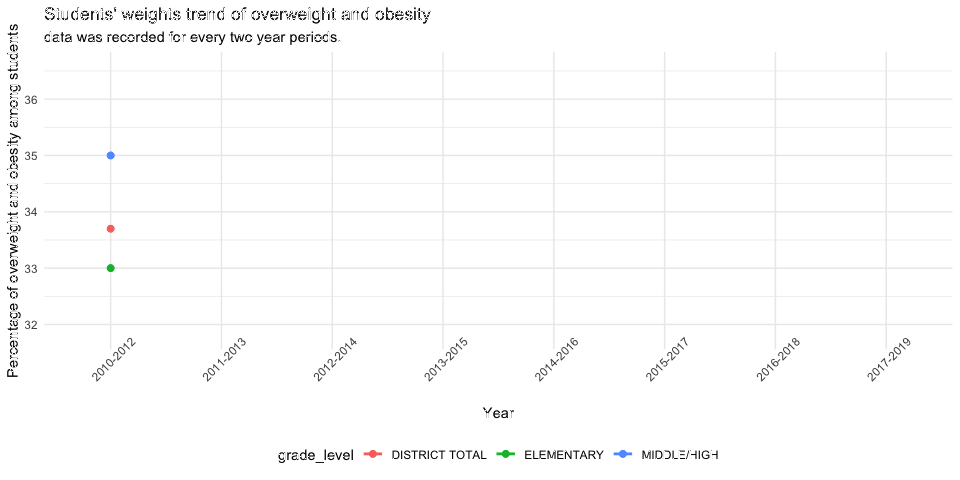 Students' weights trend of overweight and obesity
data was recorded for every two year periods.
Percentage of overweight and obesity among students
36
35
34
33
32
2010-2012
2011-2013
2012-2014
2013-2015
2014-2016
2015-2017
2016-2018
2017-2019
Year
grade_level DISTRICT TOTAL ELEMENTARY MIDDLE/HIGH